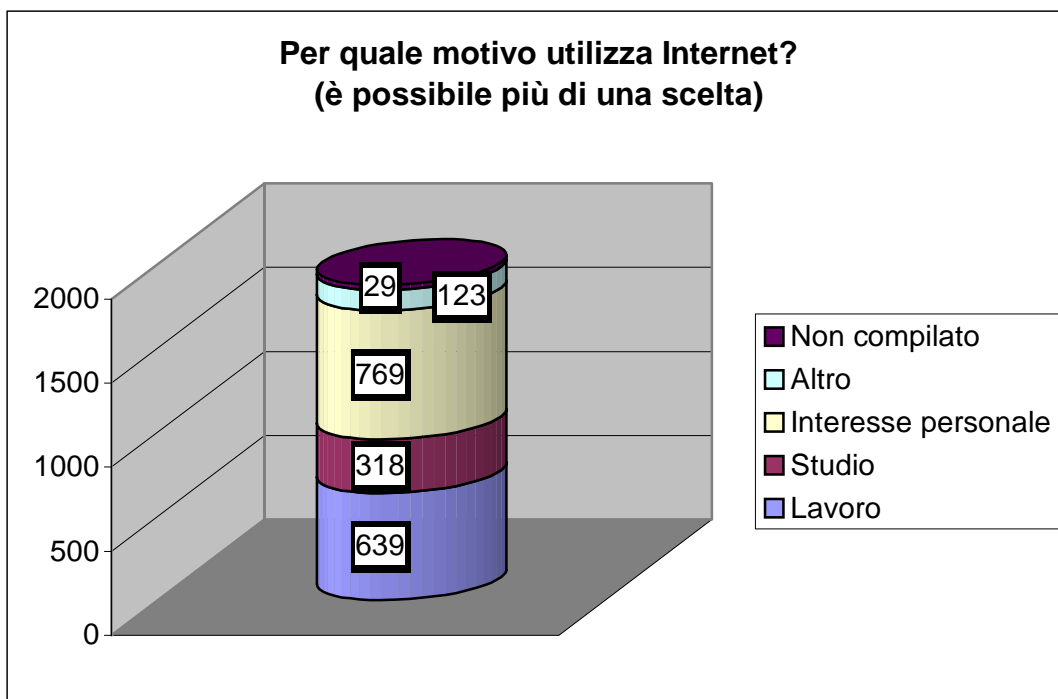 Per quale motivo utilizza Internet?
(è possibile più di una scelta)
2000
1500
1000
500
0
29
123
769
318
639
Non compilato
Altro
Interesse personale
Studio
Lavoro